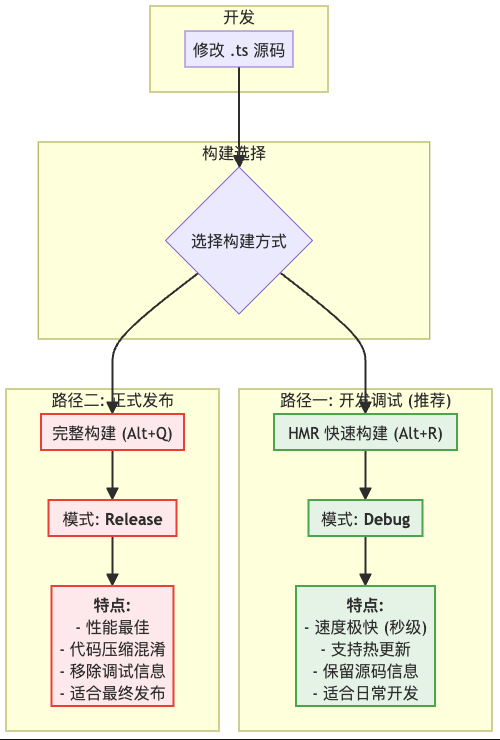 开发
修改 .ts 源码
构建选择
选择构建方式
路径二: 正式发布
完整构建 (Alt+Q)
模式: Release
特点:
- 性能最佳
- 代码压缩混淆
- 移除调试信息
- 适合最终发布
路径一: 开发调试 (推荐)
HMR 快速构建 (Alt+R)
模式: Debug
特点:
- 速度极快 (秒级)
- 支持热更新
- 保留源码信息
- 适合日常开发